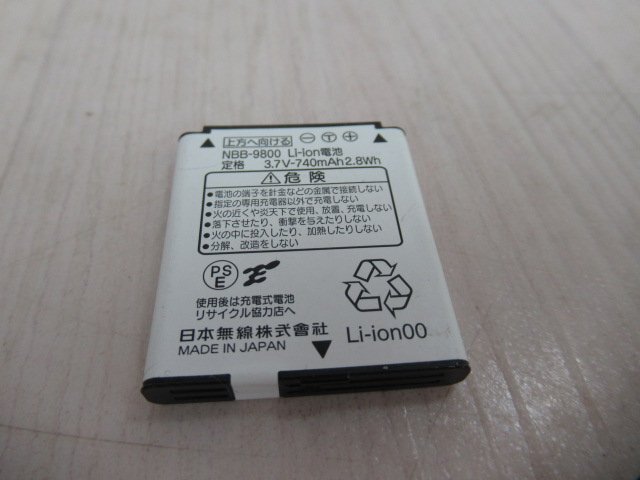 上方へ向ける ⊖ Ⓣ ⊕
NBB-9800 Li-ion電池
定格 3.7V-740mAh2.8Wh
⚠危険
●電池の端子を針金などの金属で接続しない
●指定の専用充電器以外で充電しない
●火の近くや炎天下で使用、放置、充電しない
●落下させたり、衝撃を与えたりしない
●火の中に投入したり、加熱したりしない
●分解、改造をしない
PS
E
使用後は充電式電池
リサイクル協力店へ
日本無線株式會社
MADE IN JAPAN
Li-ion00